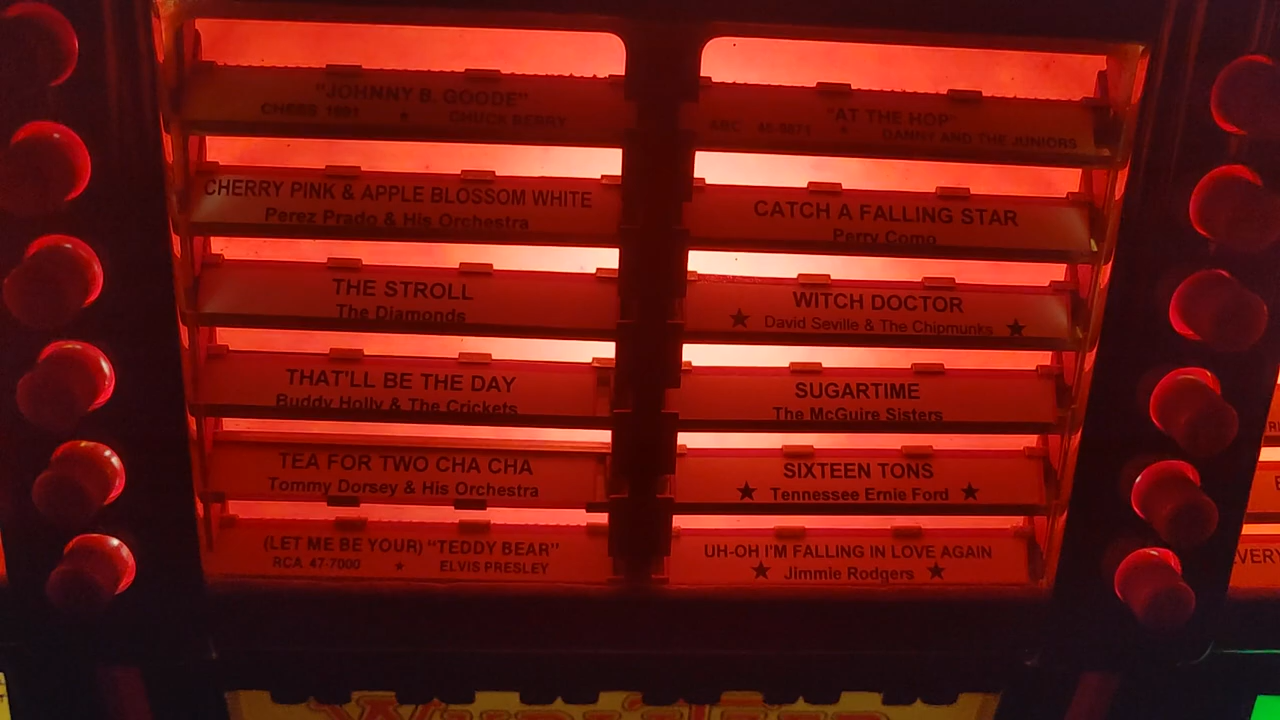 "JOHNNY B. GOODE"
CHESS 1691 ★ CHUCK BERRY
CHERRY PINK & APPLE BLOSSOM WHITE
Perez Prado & His Orchestra
THE STROLL
The Diamonds
THAT'LL BE THE DAY
Buddy Holly & The Crickets
TEA FOR TWO CHA CHA
Tommy Dorsey & His Orchestra
(LET ME BE YOUR) "TEDDY BEAR"
RCA 47-7000 ★ ELVIS PRESLEY
"AT THE HOP"
ABC 45-9871 ★ DANNY AND THE JUNIORS
CATCH A FALLING STAR
Perry Como
WITCH DOCTOR
★ David Seville & The Chipmunks ★
SUGARTIME
The McGuire Sisters
SIXTEEN TONS
★ Tennessee Ernie Ford ★
UH-OH I'M FALLING IN LOVE AGAIN
★ Jimmie Rodgers ★